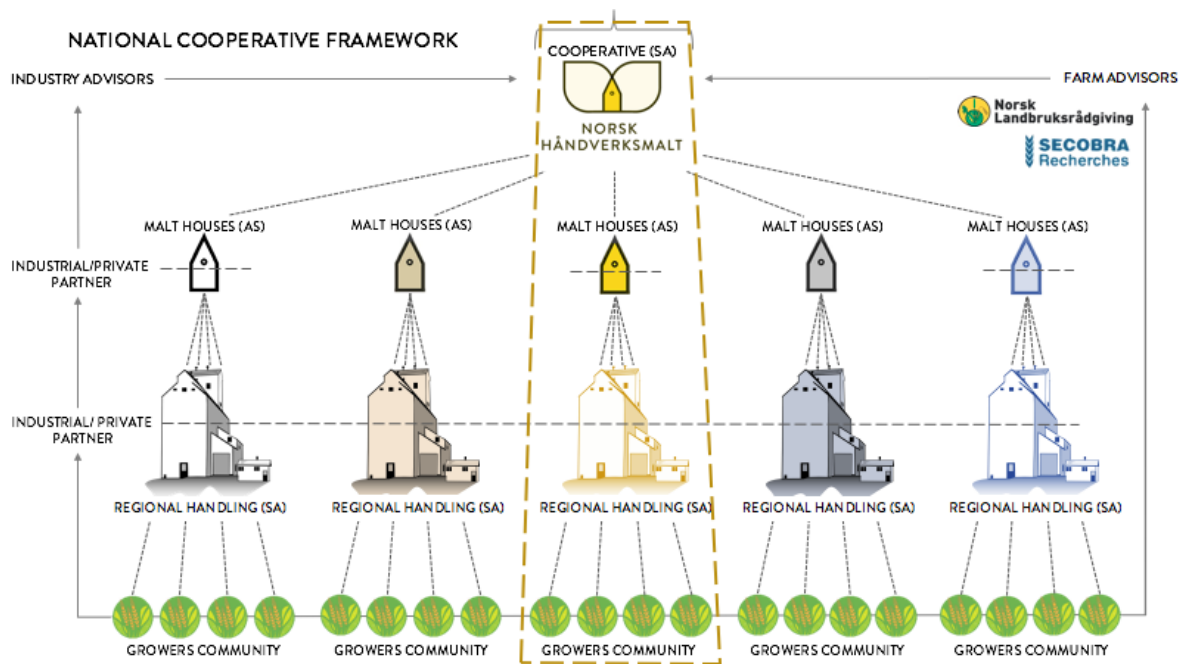 NATIONAL COOPERATIVE FRAMEWORK
COOPERATIVE (SA)
INDUSTRY ADVISORS
FARM ADVISORS
NORSK
HÅNDVERKSMALT
Norsk
Landbruksrådgiving
SECOBRA
Recherches
MALT HOUSES (AS)
MALT HOUSES (AS)
MALT HOUSES (AS)
MALT HOUSES (AS)
MALT HOUSES (AS)
INDUSTRIAL/PRIVATE
PARTNER
INDUSTRIAL/ PRIVATE
PARTNER
REGIONAL HANDLING (SA)
REGIONAL HANDLING (SA)
REGIONAL HANDLING (SA)
REGIONAL HANDLING (SA)
REGIONAL HANDLING (SA)
GROWERS COMMUNITY
GROWERS COMMUNITY
GROWERS COMMUNITY
GROWERS COMMUNITY
GROWERS COMMUNITY